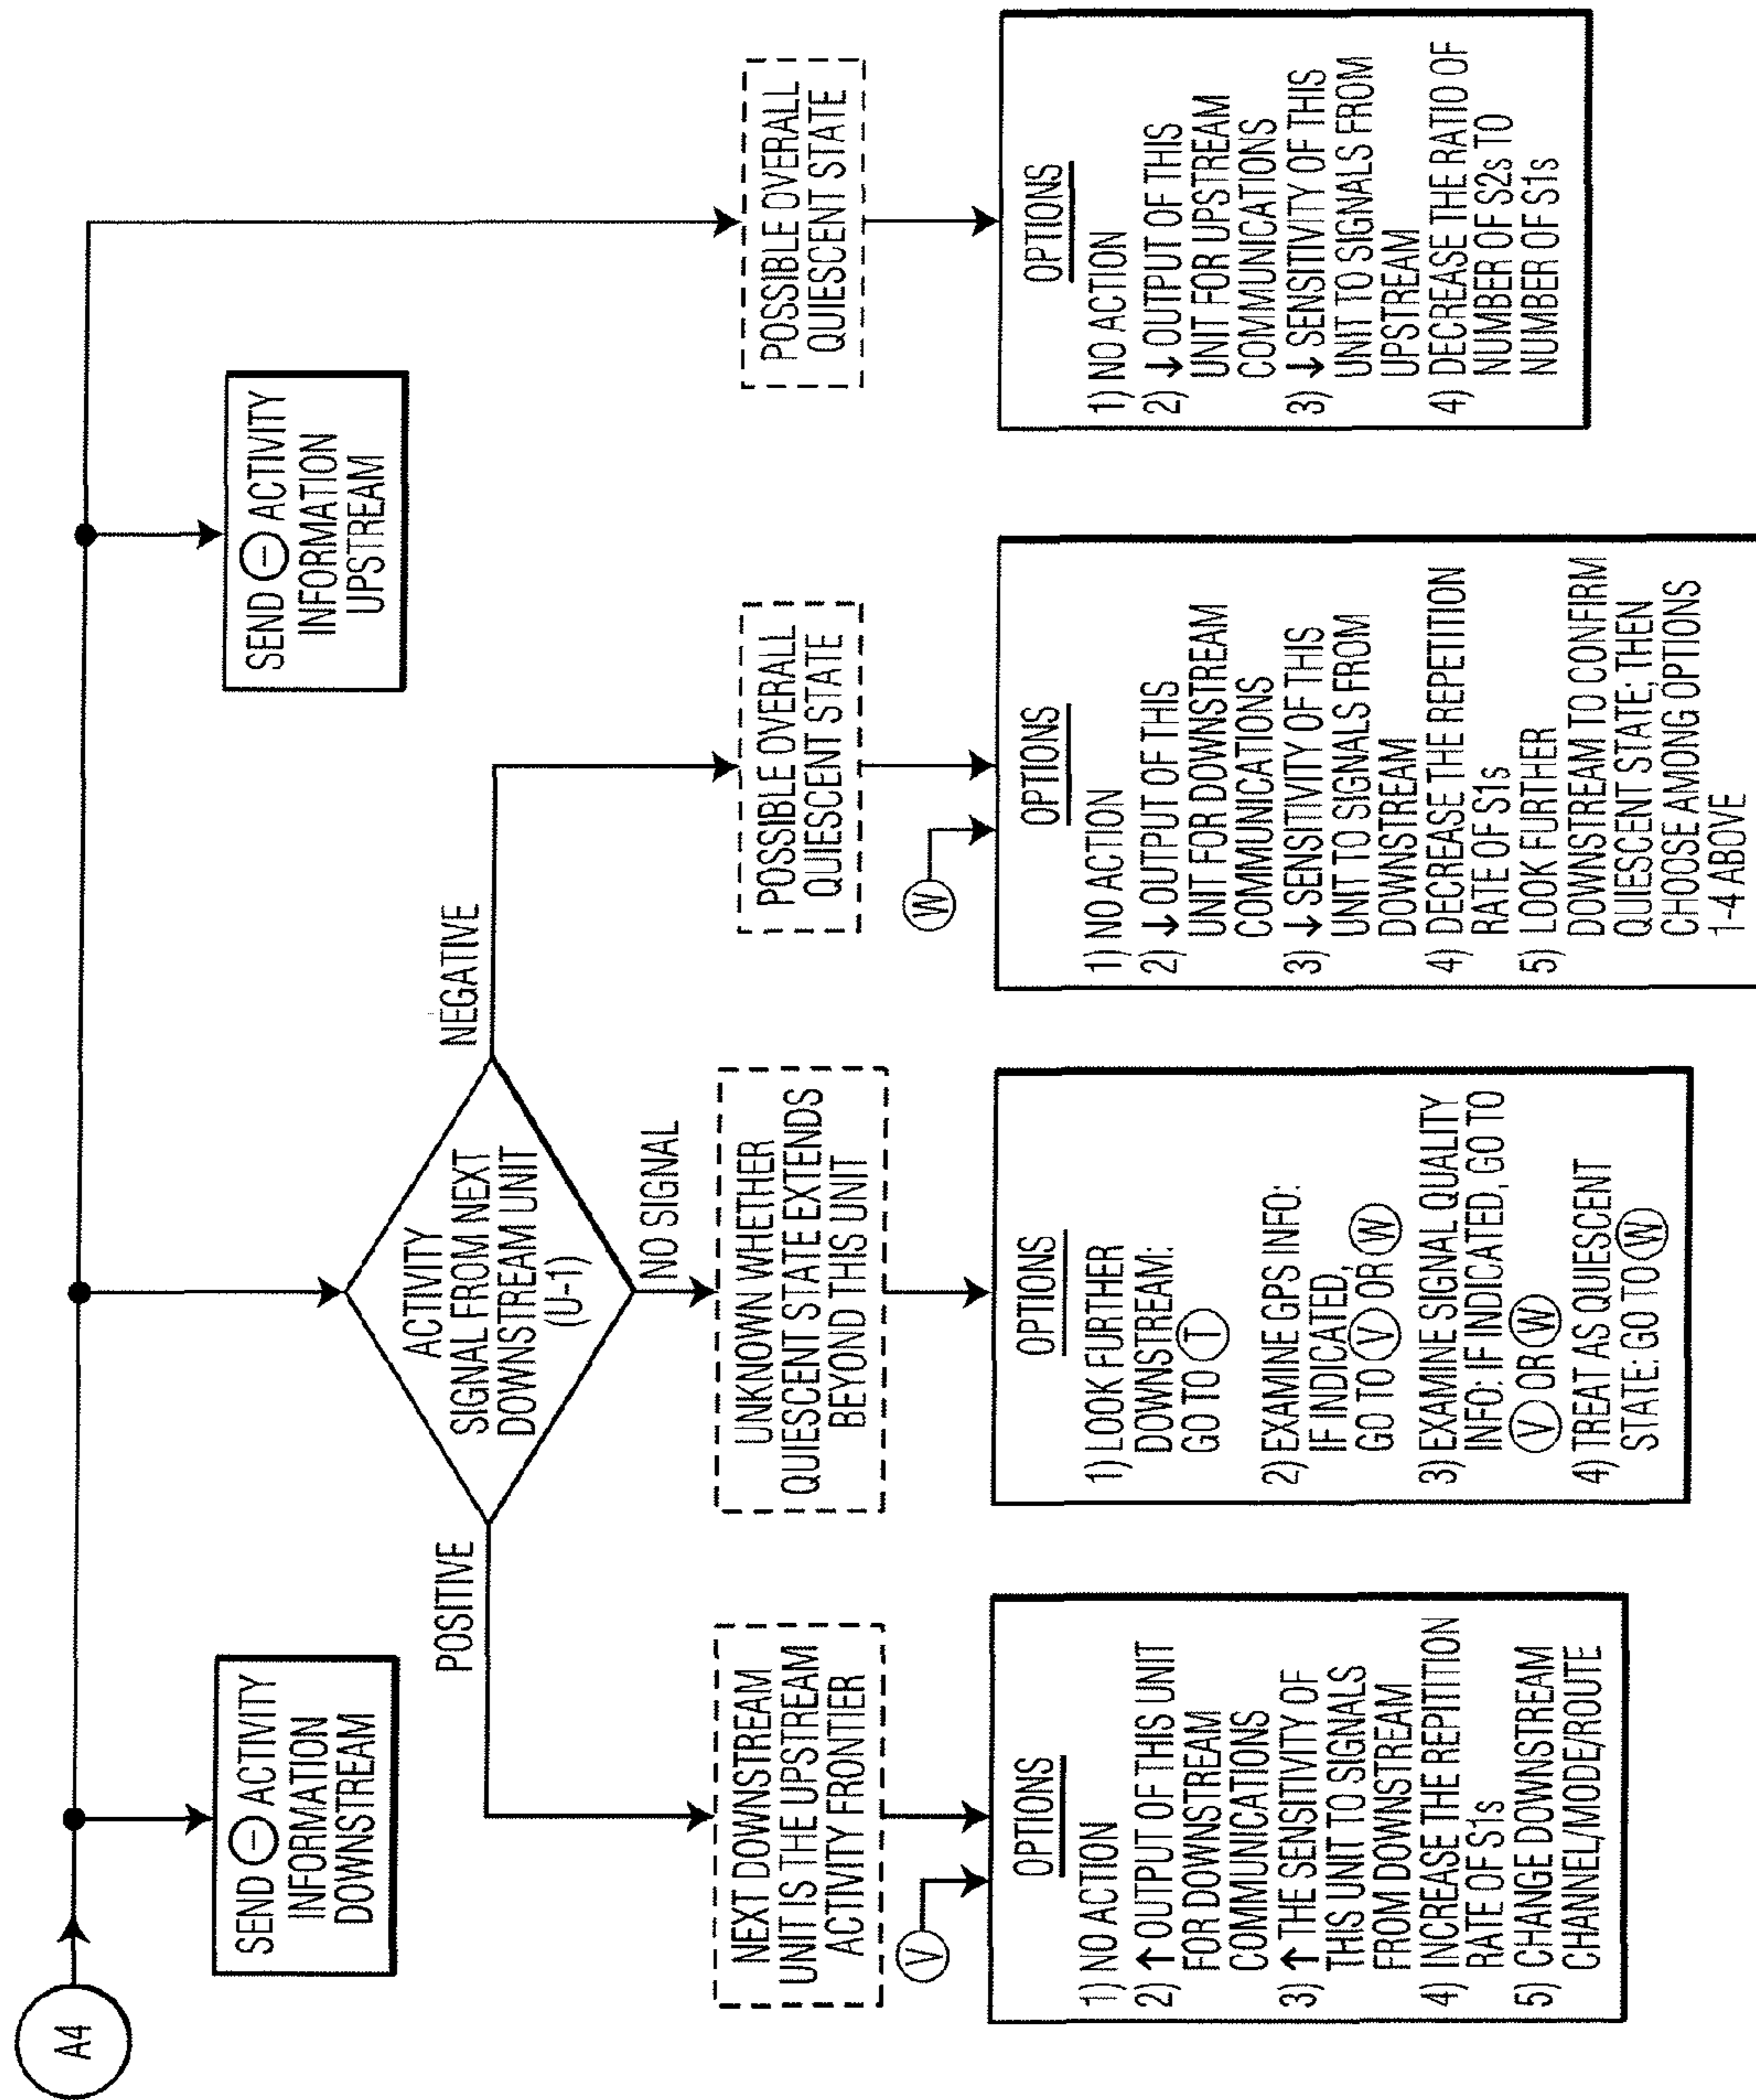 A4
SEND ⊖ ACTIVITY
INFORMATION
DOWNSTREAM
SEND ⊖ ACTIVITY
INFORMATION
UPSTREAM
ACTIVITY
SIGNAL FROM NEXT
DOWNSTREAM UNIT
(U-1)
POSITIVE
NO SIGNAL
NEGATIVE
NEXT DOWNSTREAM
UNIT IS THE UPSTREAM
ACTIVITY FRONTIER
UNKNOWN WHETHER
QUIESCENT STATE EXTENDS
BEYOND THIS UNIT
POSSIBLE OVERALL
QUIESCENT STATE
POSSIBLE OVERALL
QUIESCENT STATE
V
OPTIONS
1) NO ACTION
2) ↑ OUTPUT OF THIS UNIT
FOR DOWNSTREAM
COMMUNICATIONS
3) ↑ THE SENSITIVITY OF
THIS UNIT TO SIGNALS
FROM DOWNSTREAM
4) INCREASE THE REPITITION
RATE OF S1s
5) CHANGE DOWNSTREAM
CHANNEL/MODE/ROUTE
OPTIONS
1) LOOK FURTHER
DOWNSTREAM:
GO TO T
2) EXAMINE GPS INFO:
IF INDICATED,
GO TO V OR W
3) EXAMINE SIGNAL QUALITY
INFO: IF INDICATED, GO TO
V OR W
4) TREAT AS QUIESCENT
STATE: GO TO W
W
OPTIONS
1) NO ACTION
2) ↓ OUTPUT OF THIS
UNIT FOR DOWNSTREAM
COMMUNICATIONS
3) ↓ SENSITIVITY OF THIS
UNIT TO SIGNALS FROM
DOWNSTREAM
4) DECREASE THE REPETITION
RATE OF S1s
5) LOOK FURTHER
DOWNSTREAM TO CONFIRM
QUIESCENT STATE; THEN
CHOOSE AMONG OPTIONS
1-4 ABOVE
OPTIONS
1) NO ACTION
2) ↓ OUTPUT OF THIS
UNIT FOR UPSTREAM
COMMUNICATIONS
3) ↓ SENSITIVITY OF THIS
UNIT TO SIGNALS FROM
UPSTREAM
4) DECREASE THE RATIO OF
NUMBER OF S2s TO
NUMBER OF S1s